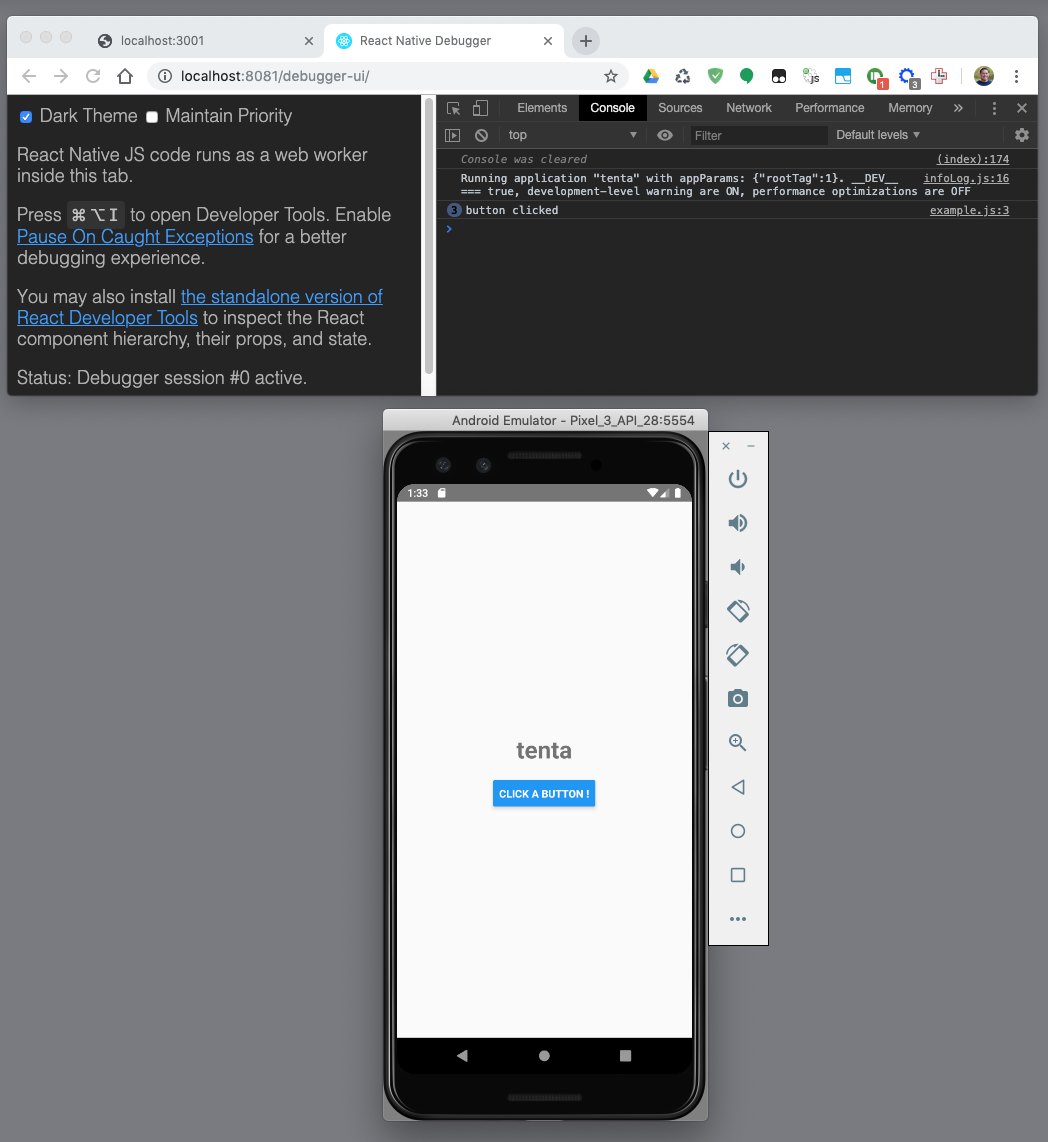 localhost:3001
React Native Debugger
localhost:8081/debugger-ui/
js
1
3
Dark Theme Maintain Priority
React Native JS code runs as a web worker
inside this tab.
Press ⌘⌥I to open Developer Tools. Enable
Pause On Caught Exceptions for a better
debugging experience.
You may also install the standalone version of
React Developer Tools to inspect the React
component hierarchy, their props, and state.
Status: Debugger session #0 active.
Elements Console Sources Network Performance Memory »
top Filter Default levels
Console was cleared (index):174
Running application "tenta" with appParams: {"rootTag":1}. __DEV__ infoLog.js:16
=== true, development-level warning are ON, performance optimizations are OFF
3 button clicked example.js:3
Android Emulator - Pixel_3_API_28:5554
1:33
tenta
CLICK A BUTTON !